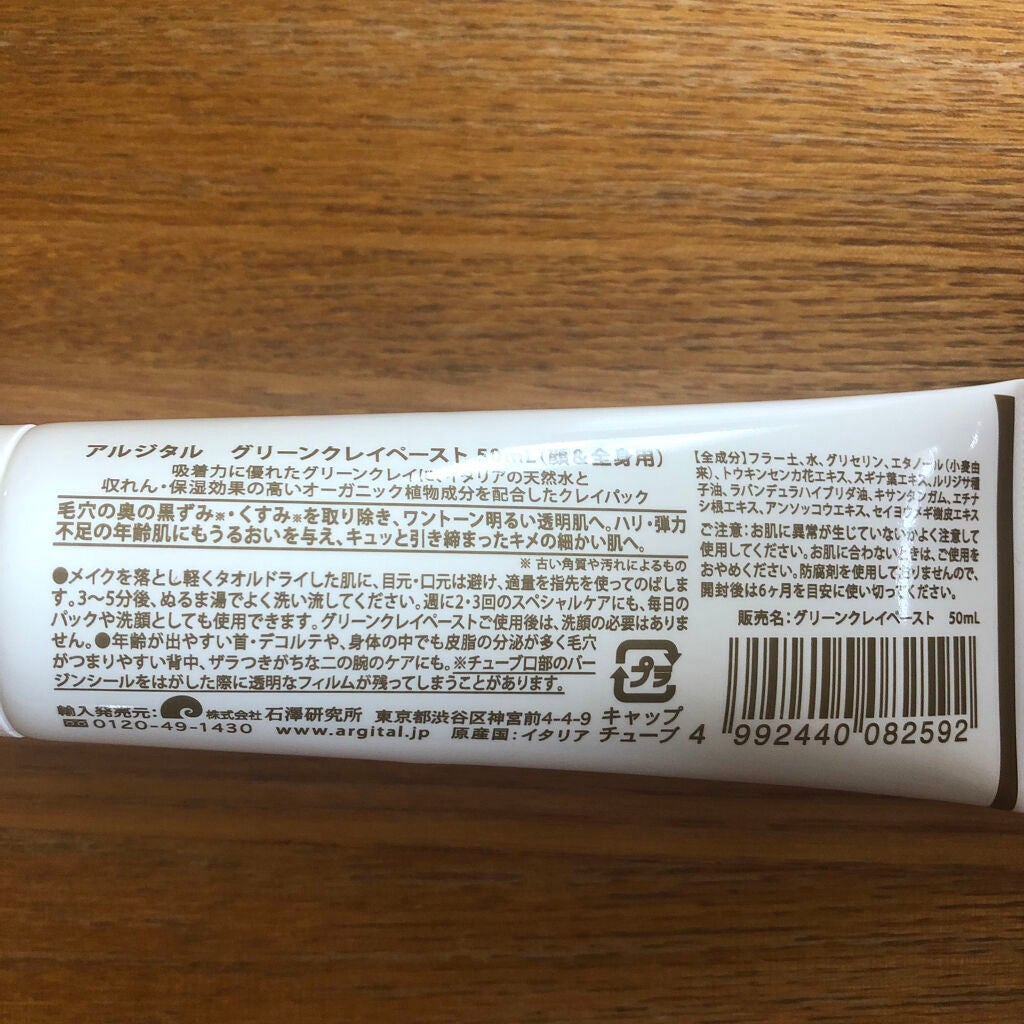 アルジタル グリーンクレイペースト 50mL(顔&全身用)
吸着力に優れたグリーンクレイに、イタリアの天然水と
収れん・保湿効果の高いオーガニック植物成分を配合したクレイパック
毛穴の奥の黒ずみ※・くすみ※を取り除き、ワントーン明るい透明肌へ。ハリ・弾力
不足の年齢肌にもうるおいを与え、キュッと引き締まったキメの細かい肌へ。
※ 古い角質や汚れによるもの
●メイクを落とし軽くタオルドライした肌に、目元・口元は避け、適量を指先を使ってのばしま
す。3〜5分後、ぬるま湯でよく洗い流してください。週に2・3回のスペシャルケアにも、毎日の
パックや洗顔としても使用できます。グリーンクレイペーストご使用後は、洗顔の必要はありま
せん。●年齢が出やすい首・デコルテや、身体の中でも皮脂の分泌が多く毛穴
がつまりやすい背中、ザラつきがちな二の腕のケアにも。※チューブ口部のバー
ジンシールをはがした際に透明なフィルムが残ってしまうことがあります。
輸入発売元: 株式会社 石澤研究所 東京都渋谷区神宮前4-4-9
0120-49-1430 www.argital.jp 原産国:イタリア
プラ
キャップ
チューブ
【全成分】フラー土、水、グリセリン、エタノール(小麦由
来)、トウキンセンカ花エキス、スギナ葉エキス、ルリジサ種
子油、ラバンデュラハイブリダ油、キサンタンガム、エチナ
シ根エキス、アンソッコウエキス、セイヨウメギ樹皮エキス
ご注意:お肌に異常が生じていないかよく注意して
使用してください。お肌に合わないときは、ご使用を
おやめください。防腐剤を使用しておりませんので、
開封後は6ヶ月を目安に使い切ってください。
販売名:グリーンクレイペースト 50mL
4 992440 082592